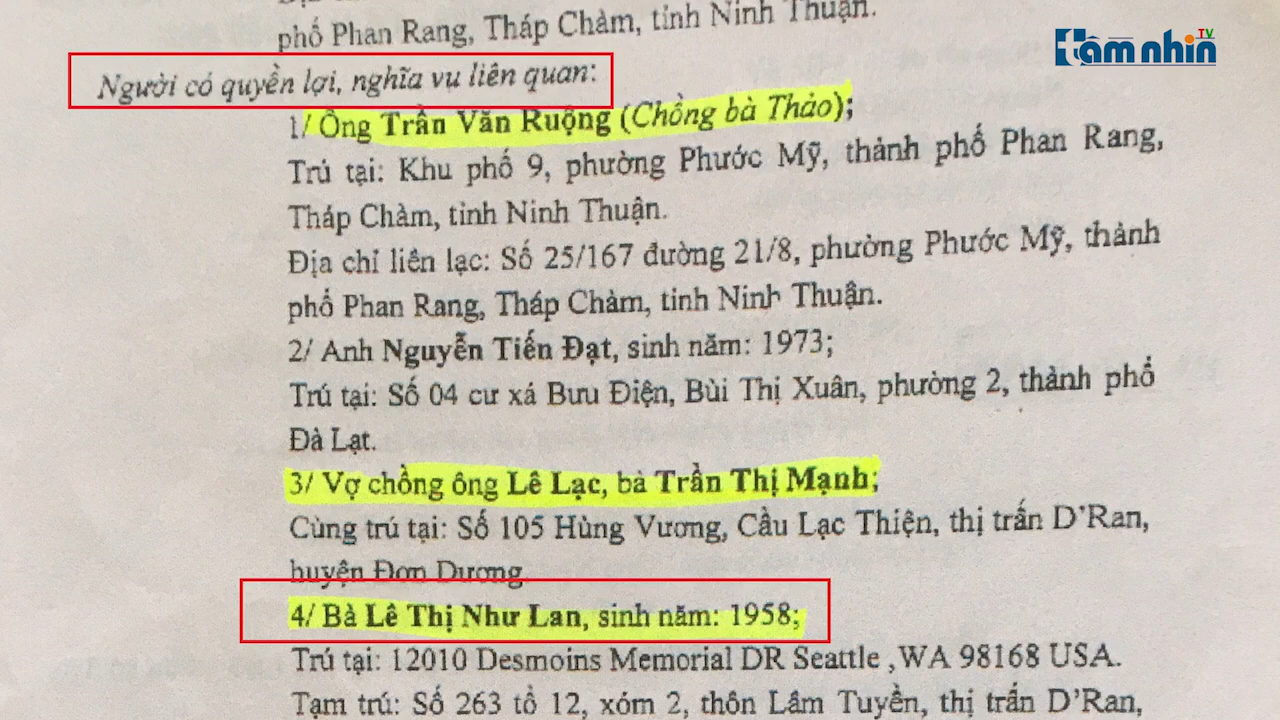 phố Phan Rang, Tháp Chàm, tỉnh Ninh Thuận.
tầm nhìn TV
Người có quyền lợi, nghĩa vụ liên quan:
1/ Ông Trần Văn Ruộng (Chồng bà Thảo);
Trú tại: Khu phố 9, phường Phước Mỹ, thành phố Phan Rang,
Tháp Chàm, tỉnh Ninh Thuận.
Địa chỉ liên lạc: Số 25/167 đường 21/8, phường Phước Mỹ, thành
phố Phan Rang, Tháp Chàm, tỉnh Ninh Thuận.
2/ Anh Nguyễn Tiến Đạt, sinh năm: 1973;
Trú tại: Số 04 cư xá Bưu Điện, Bùi Thị Xuân, phường 2, thành phố
Đà Lạt.
3/ Vợ chồng ông Lê Lạc, bà Trần Thị Mạnh;
Cùng trú tại: Số 105 Hùng Vương, Cầu Lạc Thiện, thị trấn D'Ran,
huyện Đơn Dương.
4/ Bà Lê Thị Như Lan, sinh năm: 1958;
Trú tại: 12010 Desmoins Memorial DR Seattle ,WA 98168 USA.
Tạm trú: Số 263 tổ 12, xóm 2, thôn Lâm Tuyền, thị trấn D'Ran,